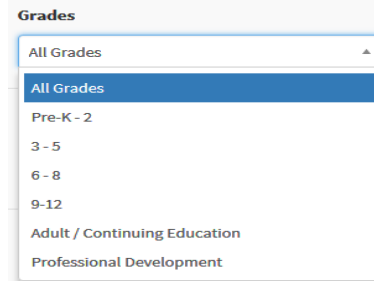 Grades
All Grades
All Grades
Pre-K - 2
3 - 5
6 - 8
9-12
Adult / Continuing Education
Professional Development